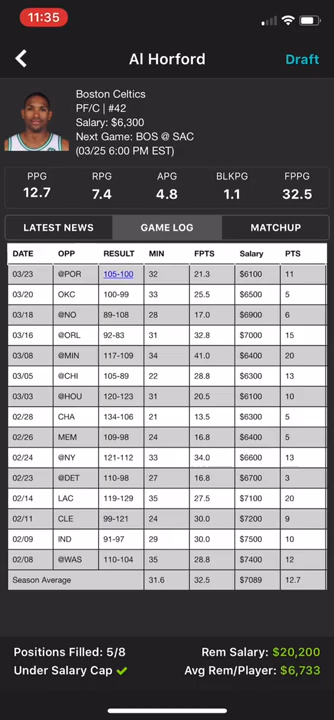 11:35
Al Horford
Draft
Boston Celtics
PF/C | #42
Salary: $6,300
Next Game: BOS @ SAC
(03/25 6:00 PM EST)
PPG RPG APG BLKPG FPPG
12.7 7.4 4.8 1.1 32.5
LATEST NEWS GAME LOG MATCHUP
DATE OPP RESULT MIN FPTS Salary PTS
03/23 @POR 105-100 32 21.3 $6100 11
03/20 OKC 100-99 33 25.5 $6500 5
03/18 @NO 89-108 28 17.0 $6900 6
03/16 @ORL 92-83 31 32.8 $7000 15
03/08 @MIN 117-109 34 41.0 $6400 20
03/05 @CHI 105-89 22 28.8 $6300 13
03/03 @HOU 120-123 31 20.5 $6100 10
02/28 CHA 134-106 21 13.5 $6300 5
02/26 MEM 109-98 24 16.8 $6400 5
02/24 @NY 121-112 33 34.0 $6600 13
02/23 @DET 110-98 27 16.8 $6700 3
02/14 LAC 119-129 35 27.5 $7100 20
02/11 CLE 99-121 24 30.0 $7200 9
02/09 IND 91-97 29 30.0 $7500 10
02/08 @WAS 110-104 35 28.8 $7400 12
Season Average 31.6 32.5 $7089 12.7
Positions Filled: 5/8 Rem Salary: $20,200
Under Salary Cap Avg Rem/Player: $6,733